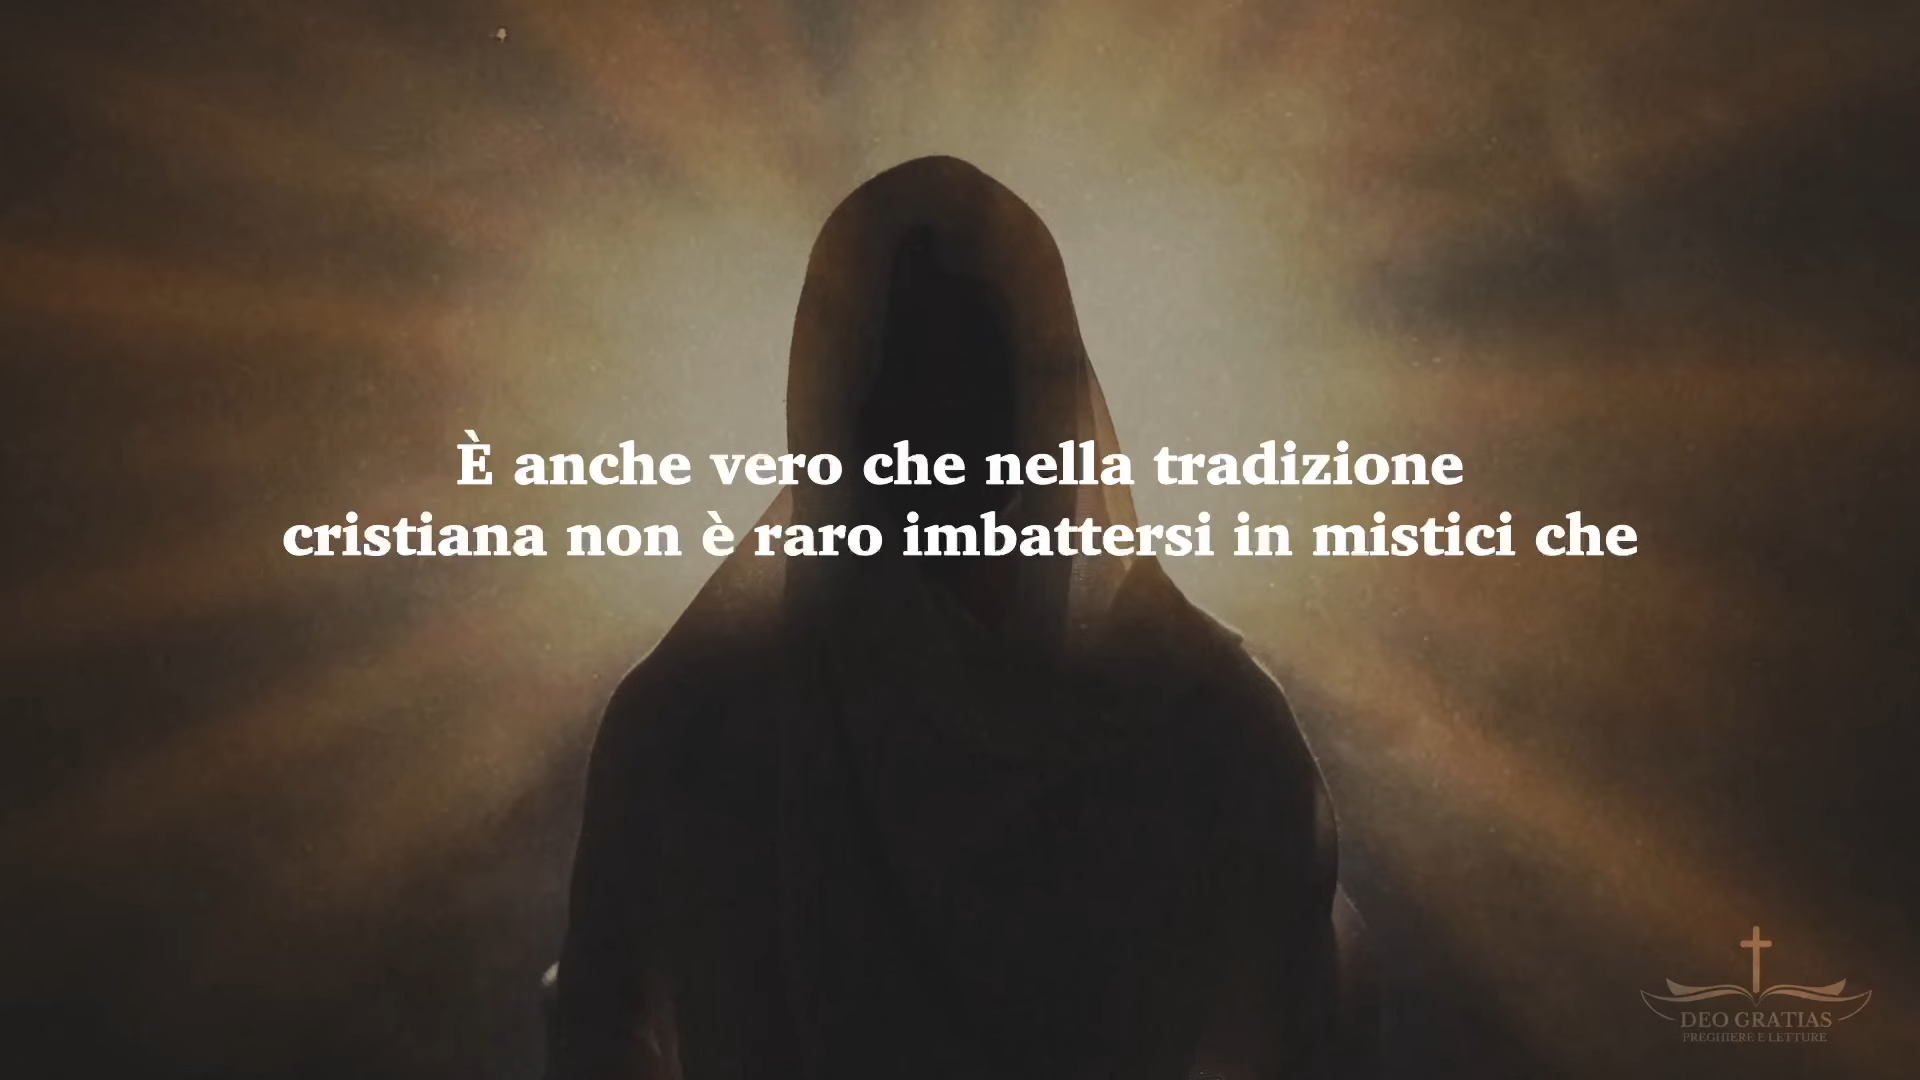 È anche vero che nella tradizione
cristiana non è raro imbattersi in mistici che
DEO GRATIAS
PREGHIERE E LETTURE